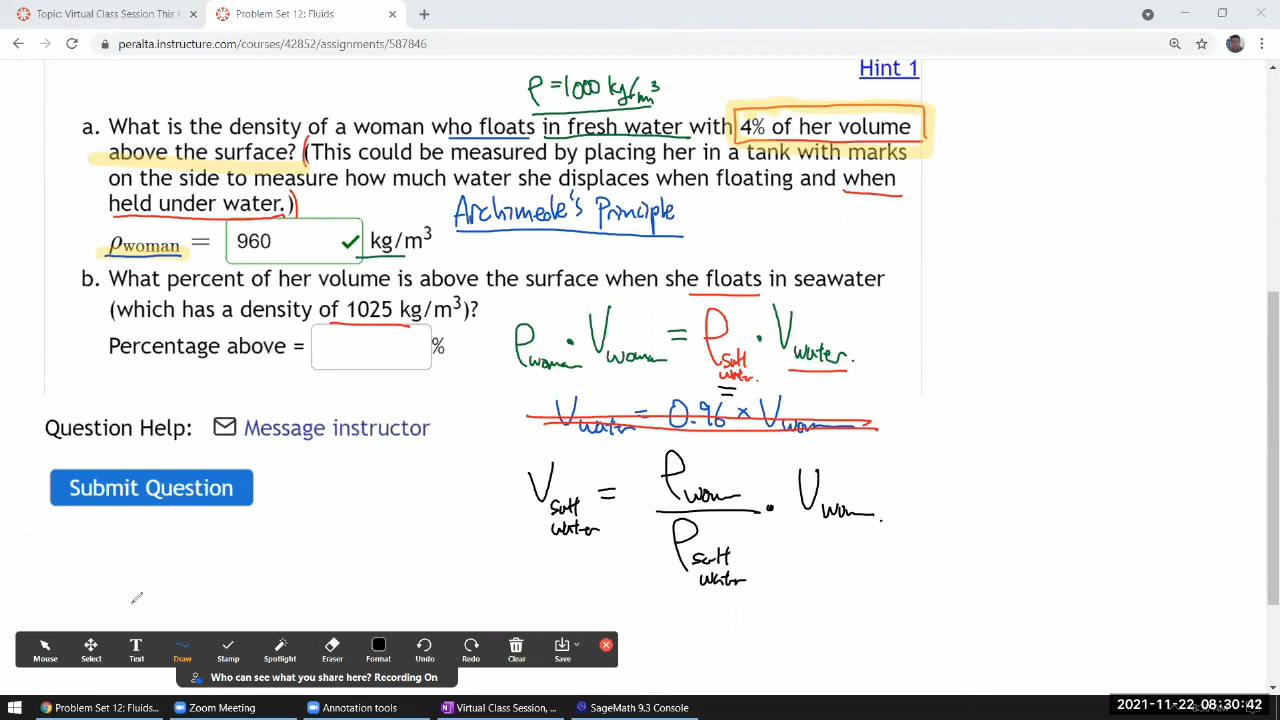 Topic: Virtual Class Session This
Problem Set 12: Fluids
peralta.instructure.com/courses/42852/assignments/587846
Hint 1
ρ = 1000 kg/m³
a. What is the density of a woman who floats in fresh water with 4% of her volume
above the surface? (This could be measured by placing her in a tank with marks
on the side to measure how much water she displaces when floating and when
held under water.)
Archimede's Principle
ρwoman = 960 kg/m³
b. What percent of her volume is above the surface when she floats in seawater
(which has a density of 1025 kg/m³)?
Percentage above = %
ρwoman · Vwoman = ρsalt water · Vwater.
=
Vwater = 0.96 × Vwoman
Question Help: Message instructor
Vsalt water = ρwom / ρsalt water · Vwom.
Submit Question
Mouse Select Text Draw Stamp Spotlight Eraser Format Undo Redo Clear Save
Who can see what you share here? Recording On
Problem Set 12: Fluids... Zoom Meeting Annotation tools Virtual Class Session, ... SageMath 9.3 Console
2021-11-22 08:30:42